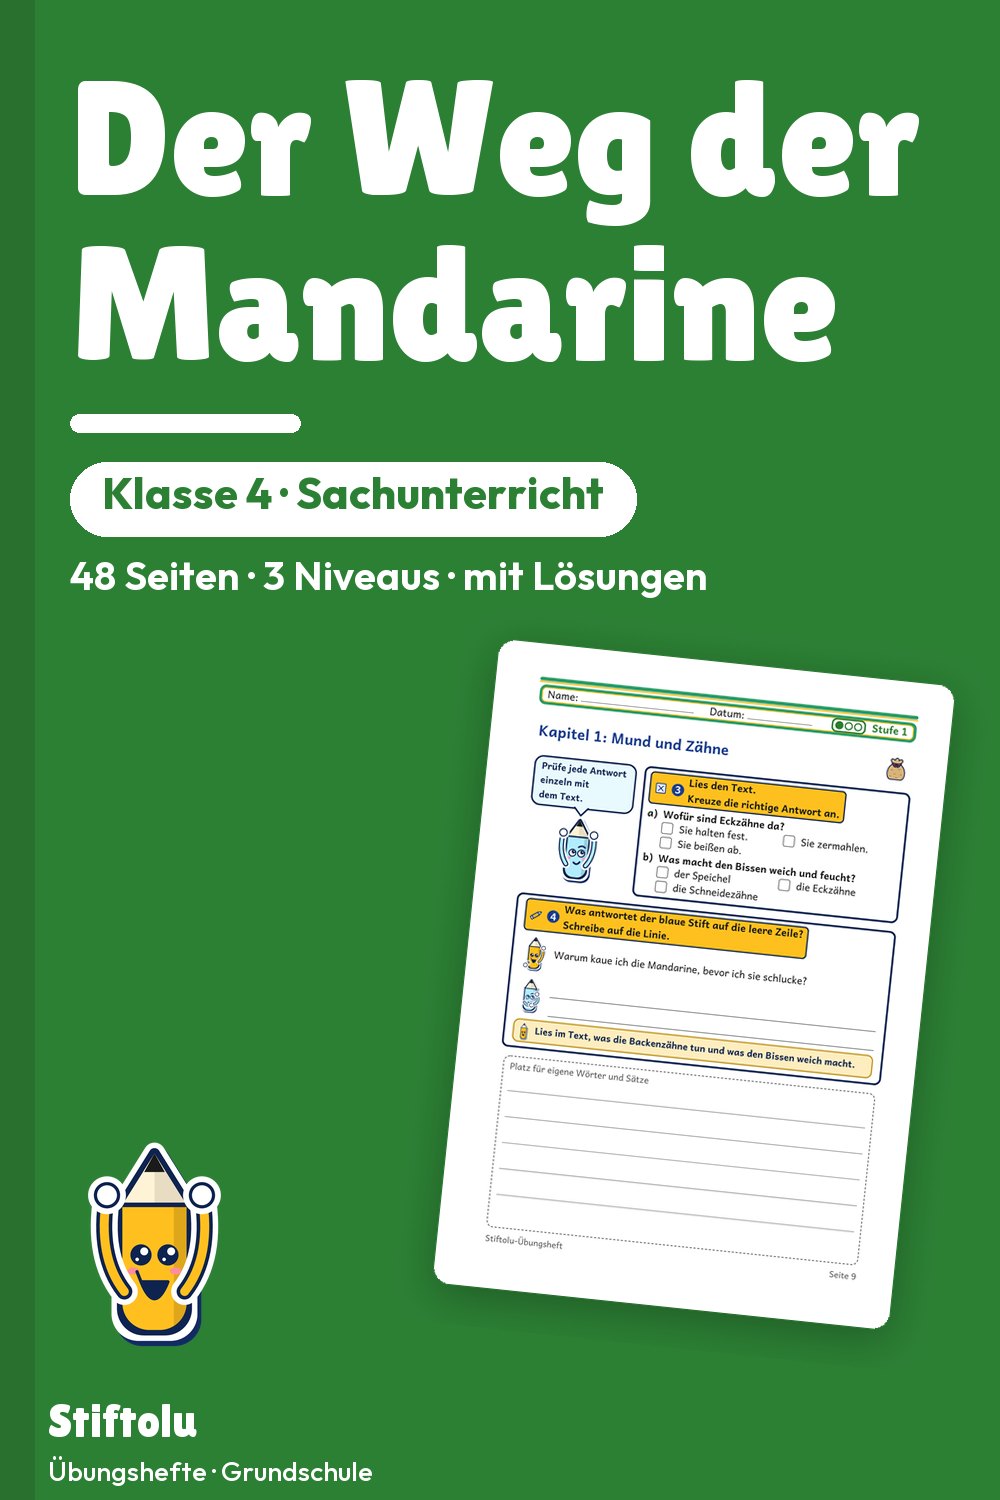 Der Weg der
Mandarine
Klasse 4 · Sachunterricht
48 Seiten · 3 Niveaus · mit Lösungen
Name:
Datum:
Stufe 1
Kapitel 1: Mund und Zähne
Prüfe jede Antwort
einzeln mit
dem Text.
3 Lies den Text.
Kreuze die richtige Antwort an.
a) Wofür sind Eckzähne da?
Sie halten fest.
Sie zermahlen.
Sie beißen ab.
b) Was macht den Bissen weich und feucht?
der Speichel
die Eckzähne
die Schneidezähne
4 Was antwortet der blaue Stift auf die leere Zeile?
Schreibe auf die Linie.
Warum kaue ich die Mandarine, bevor ich sie schlucke?
Lies im Text, was die Backenzähne tun und was den Bissen weich macht.
Platz für eigene Wörter und Sätze
Stiftolu-Übungsheft
Seite 9
Stiftolu
Übungshefte · Grundschule